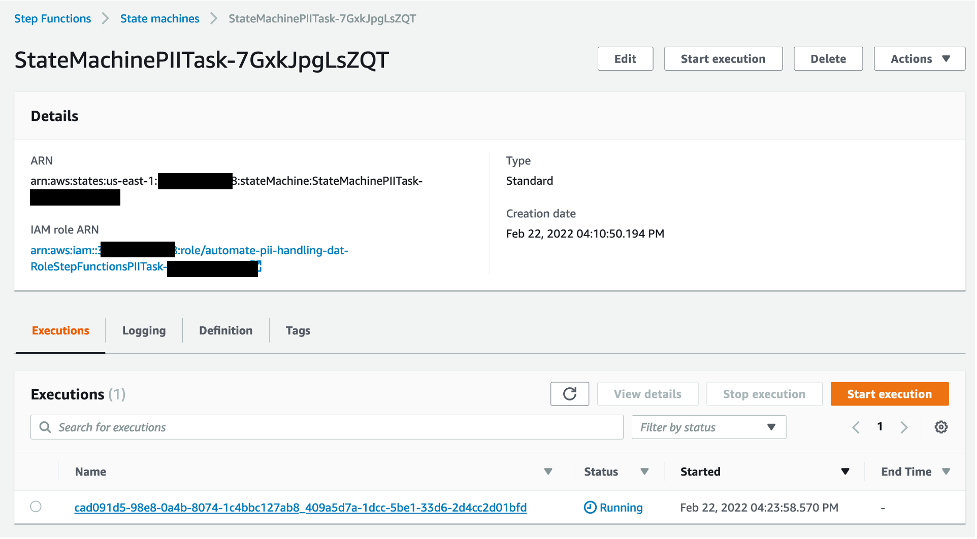 Step Functions > State machines > StateMachinePIITask-7GxkJpgLsZQT
StateMachinePIITask-7GxkJpgLsZQT
Edit
Start execution
Delete
Actions
Details
ARN
arn:aws:states:us-east-1: 8:stateMachine:StateMachinePIITask-
IAM role ARN
arn:aws:iam::3 8:role/automate-pii-handling-dat-
RoleStepFunctionsPIITask-
Type
Standard
Creation date
Feb 22, 2022 04:10:50.194 PM
Executions
Logging
Definition
Tags
Executions (1)
View details
Stop execution
Start execution
Search for executions
Filter by status
1
Name
Status
Started
End Time
cad091d5-98e8-0a4b-8074-1c4bbc127ab8_409a5d7a-1dcc-5be1-33d6-2d4cc2d01bfd
Running
Feb 22, 2022 04:23:58.570 PM
-